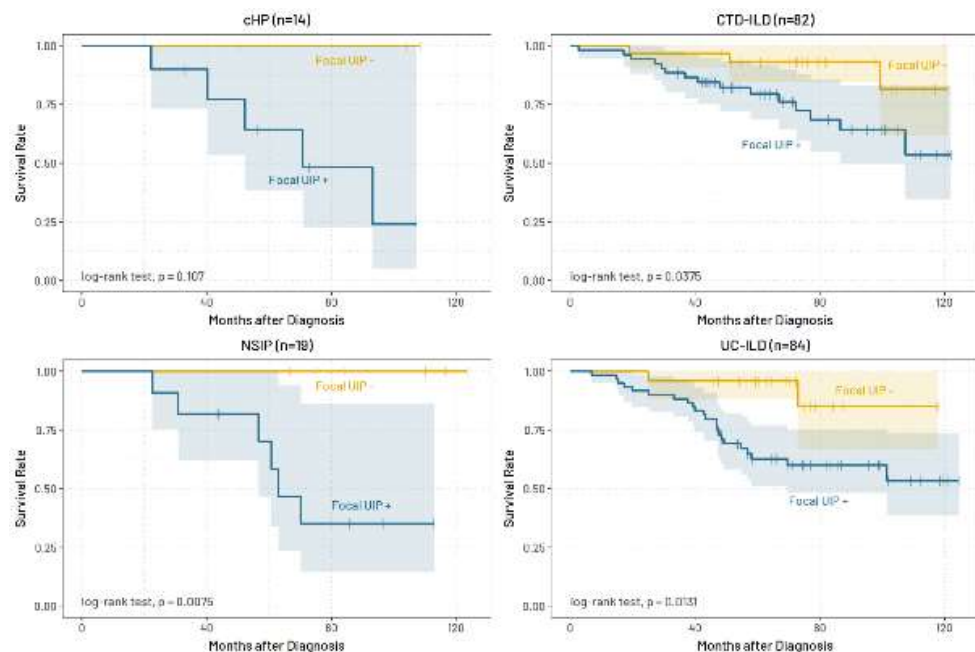 cHP (n=14)
CTD-ILD (n=82)
1.00
0.75
0.50
0.25
0.00
Survival Rate
Focal UIP -
Focal UIP +
log-rank test, p = 0.107
0
40
80
120
Months after Diagnosis
1.00
0.75
0.50
0.25
0.00
Survival Rate
Focal UIP -
Focal UIP +
log-rank test, p = 0.0375
0
40
80
120
Months after Diagnosis
NSIP (n=19)
UC-ILD (n=84)
1.00
0.75
0.50
0.25
0.00
Survival Rate
Focal UIP -
Focal UIP +
log-rank test, p = 0.0075
0
40
80
120
Months after Diagnosis
1.00
0.75
0.50
0.25
0.00
Survival Rate
Focal UIP -
Focal UIP +
log-rank test, p = 0.0131
0
40
80
120
Months after Diagnosis